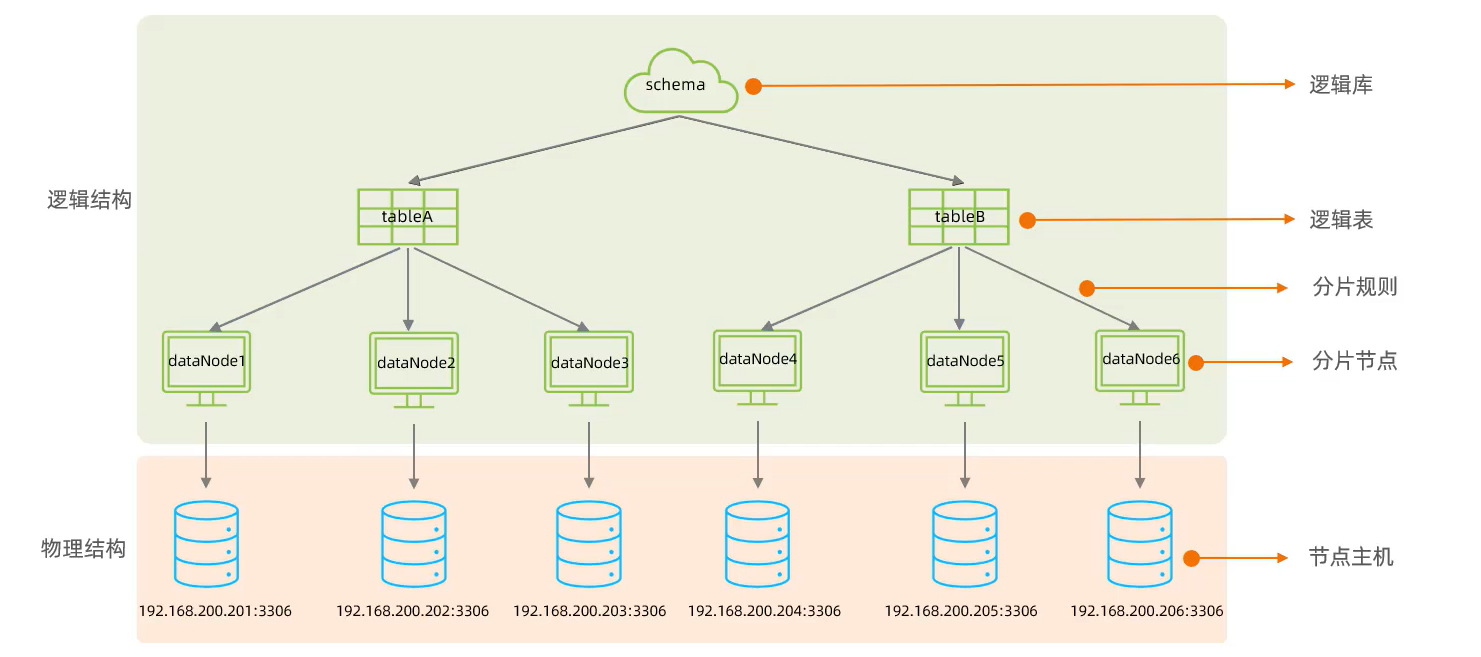 schema
逻辑库
逻辑结构
tableA
tableB
逻辑表
分片规则
dataNode1
dataNode2
dataNode3
dataNode4
dataNode5
dataNode6
分片节点
物理结构
节点主机
192.168.200.201:3306
192.168.200.202:3306
192.168.200.203:3306
192.168.200.204:3306
192.168.200.205:3306
192.168.200.206:3306